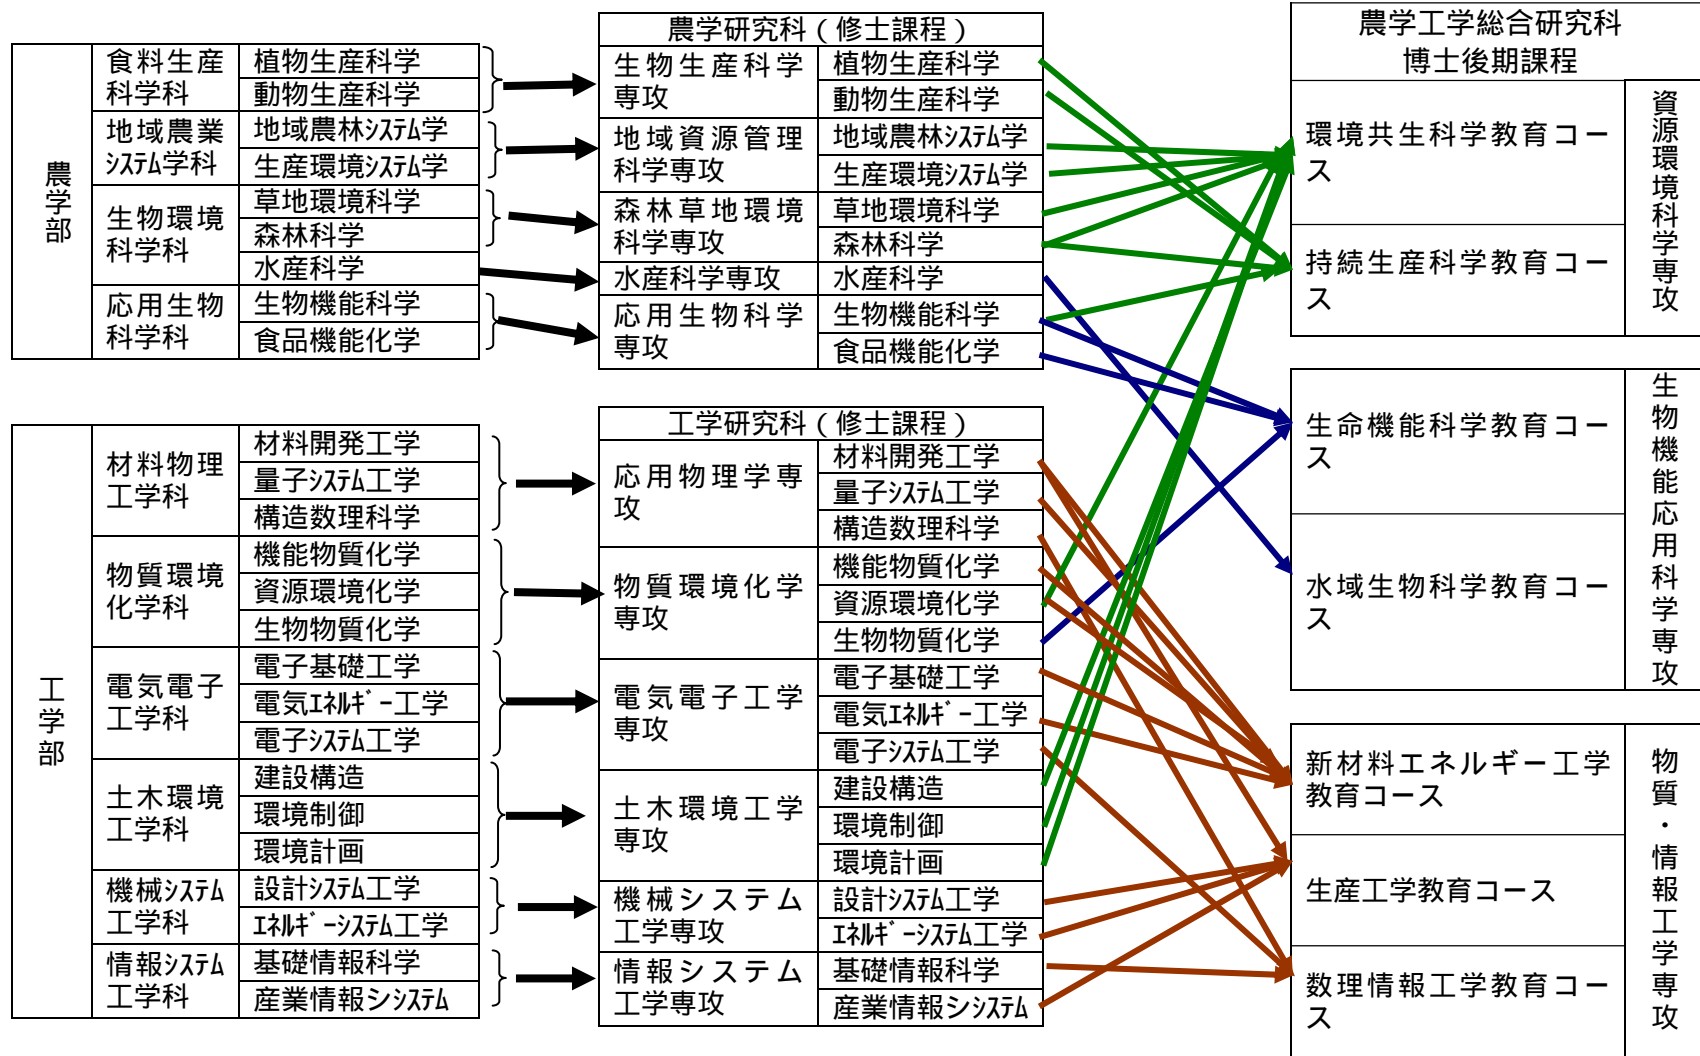 農学部
食料生産
科学科
植物生産科学
動物生産科学
地域農業
ｼｽﾃﾑ学科
地域農林ｼｽﾃﾑ学
生産環境ｼｽﾃﾑ学
生物環境
科学科
草地環境科学
森林科学
水産科学
応用生物
科学科
生物機能科学
食品機能化学
工学部
材料物理
工学科
材料開発工学
量子ｼｽﾃﾑ工学
構造数理科学
物質環境
化学科
機能物質化学
資源環境化学
生物物質化学
電気電子
工学科
電子基礎工学
電気ｴﾈﾙｷﾞｰ工学
電子ｼｽﾃﾑ工学
土木環境
工学科
建設構造
環境制御
環境計画
機械ｼｽﾃﾑ
工学科
設計ｼｽﾃﾑ工学
ｴﾈﾙｷﾞｰｼｽﾃﾑ工学
情報ｼｽﾃﾑ
工学科
基礎情報科学
産業情報シｼｽﾃﾑ
農学研究科（修士課程）
生物生産科学
専攻
植物生産科学
動物生産科学
地域資源管理
科学専攻
地域農林ｼｽﾃﾑ学
生産環境ｼｽﾃﾑ学
森林草地環境
科学専攻
草地環境科学
森林科学
水産科学専攻
水産科学
応用生物科学
専攻
生物機能科学
食品機能化学
工学研究科（修士課程）
応用物理学専
攻
材料開発工学
量子ｼｽﾃﾑ工学
構造数理科学
物質環境化学
専攻
機能物質化学
資源環境化学
生物物質化学
電気電子工学
専攻
電子基礎工学
電気ｴﾈﾙｷﾞｰ工学
電子ｼｽﾃﾑ工学
土木環境工学
専攻
建設構造
環境制御
環境計画
機械システム
工学専攻
設計ｼｽﾃﾑ工学
ｴﾈﾙｷﾞｰｼｽﾃﾑ工学
情報システム
工学専攻
基礎情報科学
産業情報シｼｽﾃﾑ
農学工学総合研究科
博士後期課程
環境共生科学教育コー
ス
持続生産科学教育コー
ス
資源環境科学専攻
生命機能科学教育コー
ス
水域生物科学教育コー
ス
生物機能応用科学専攻
新材料エネルギー工学
教育コース
生産工学教育コース
数理情報工学教育コー
ス
物質・情報工学専攻